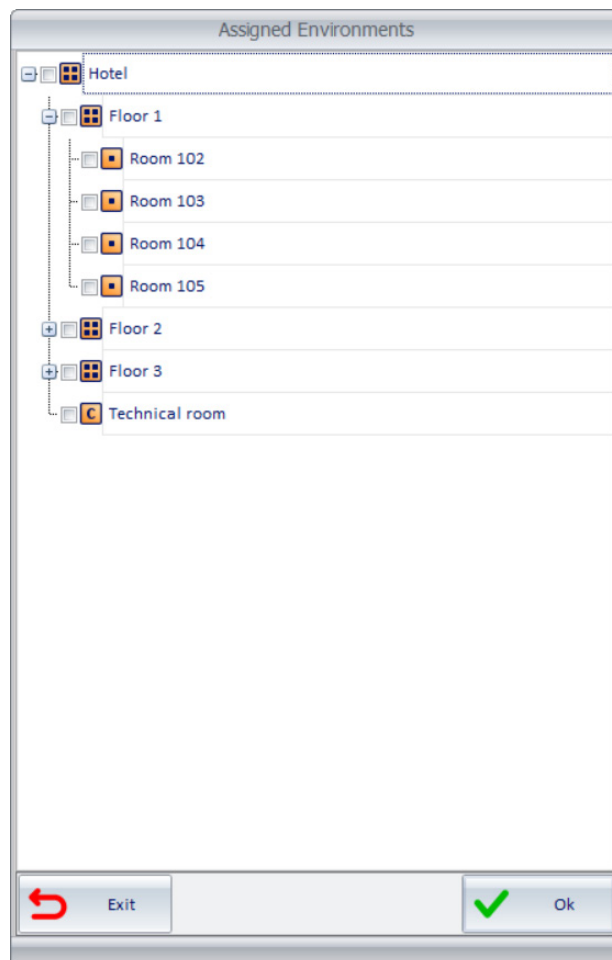 Assigned Environments
Hotel
Floor 1
Room 102
Room 103
Room 104
Room 105
Floor 2
Floor 3
C Technical room
Exit
Ok